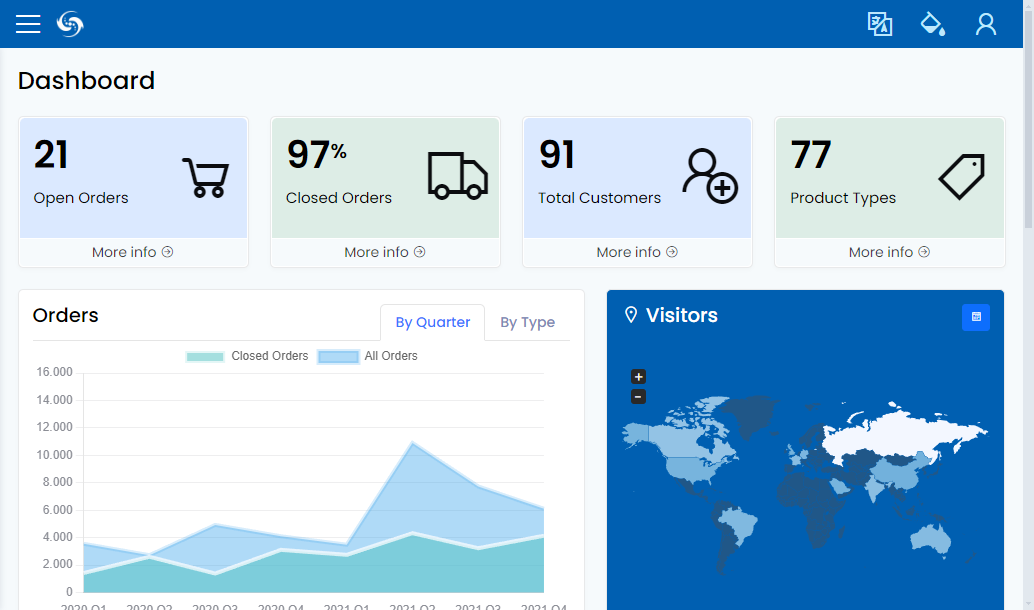 Dashboard
21
Open Orders
More info
97%
Closed Orders
More info
91
Total Customers
More info
77
Product Types
More info
Orders
By Quarter
By Type
Closed Orders
All Orders
16.000
14.000
12.000
10.000
8.000
6.000
4.000
2.000
0
2020 Q1 2020 Q2 2020 Q3 2020 Q4 2021 Q1 2021 Q2 2021 Q3 2021 Q4
Visitors
+
−